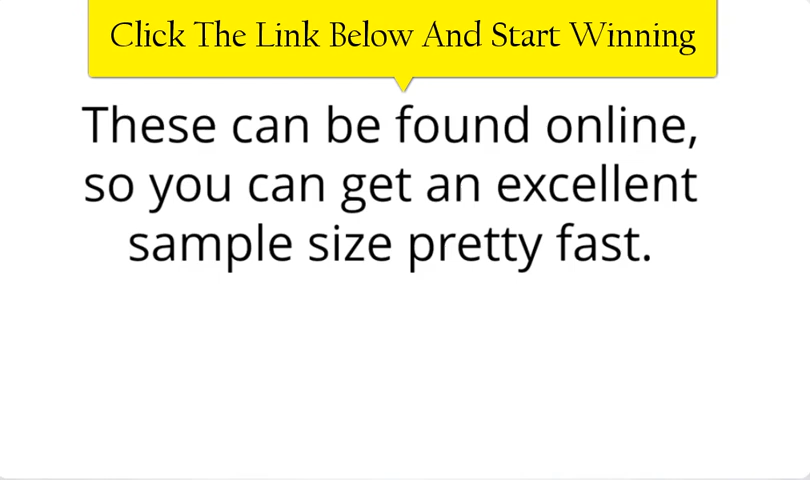 Click The Link Below And Start Winning
These can be found online,
so you can get an excellent
sample size pretty fast.